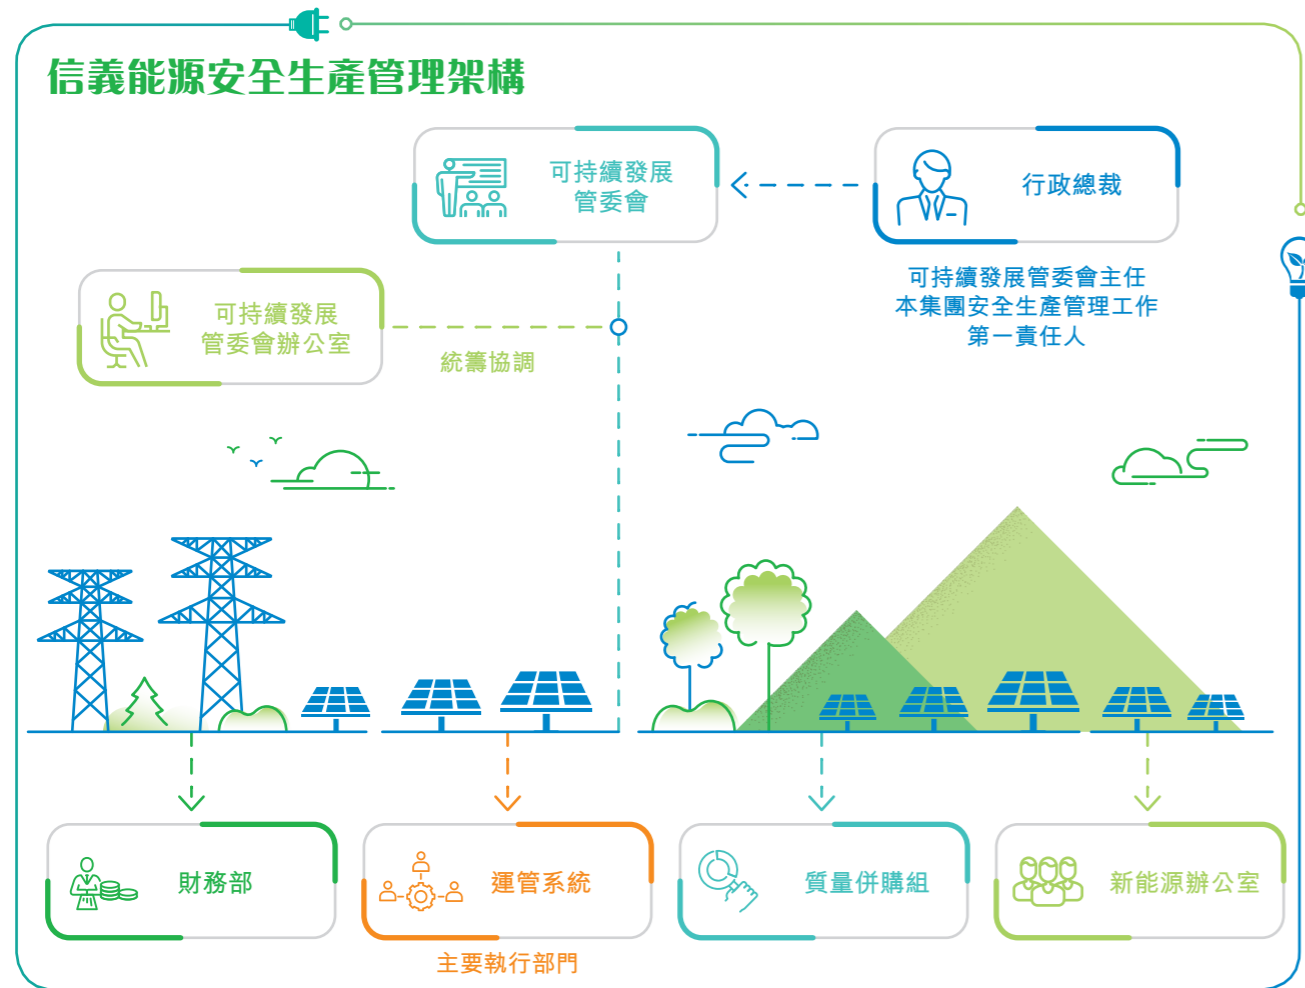 信義能源安全生產管理架構
可持續發展
管委會
行政總裁
可持續發展管委會主任
本集團安全生產管理工作
第一責任人
可持續發展
管委會辦公室
統籌協調
財務部
運管系統
質量併購組
新能源辦公室
主要執行部門